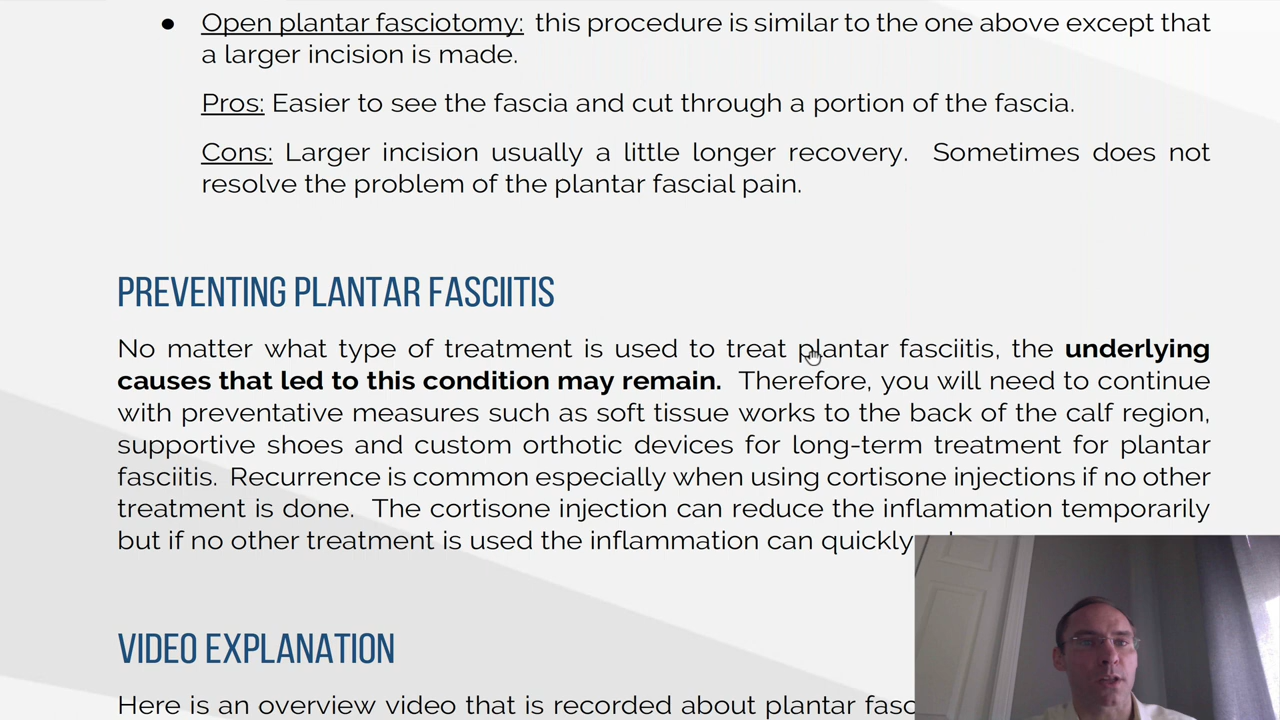 ● Open plantar fasciotomy: this procedure is similar to the one above except that
a larger incision is made.
Pros: Easier to see the fascia and cut through a portion of the fascia.
Cons: Larger incision usually a little longer recovery. Sometimes does not
resolve the problem of the plantar fascial pain.
PREVENTING PLANTAR FASCIITIS
No matter what type of treatment is used to treat plantar fasciitis, the underlying
causes that led to this condition may remain. Therefore, you will need to continue
with preventative measures such as soft tissue works to the back of the calf region,
supportive shoes and custom orthotic devices for long-term treatment for plantar
fasciitis. Recurrence is common especially when using cortisone injections if no other
treatment is done. The cortisone injection can reduce the inflammation temporarily
but if no other treatment is used the inflammation can quickly
VIDEO EXPLANATION
Here is an overview video that is recorded about plantar